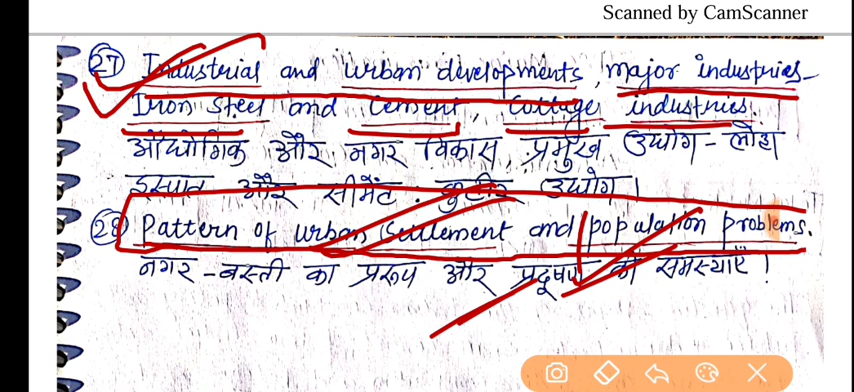 Scanned by CamScanner
27 Industrial and urban developments, major industries-
Iron Steel and Cement, Cottage industries.
औद्योगिक और नगर विकास, प्रमुख उद्योग - लौहा
इस्पात और सीमेंट, कुटीर उद्योग।
28 Pattern of urban Settlement and population problems.
नगर-बस्ती का प्ररूप और प्रदूषण की समस्याएँ।